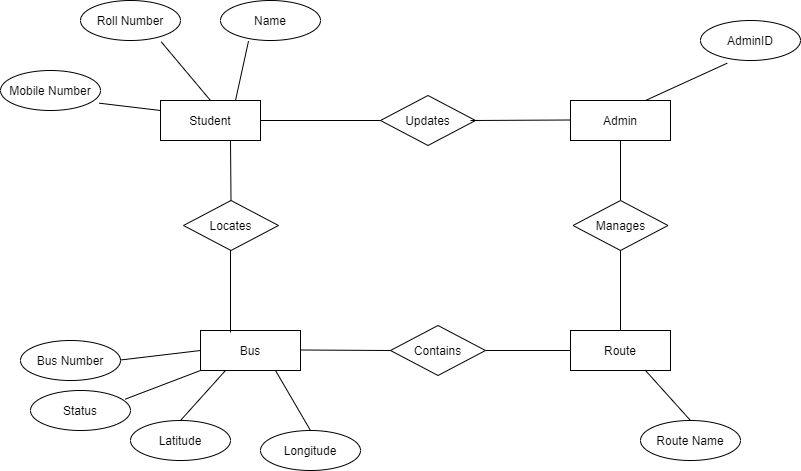 Roll Number
Name
AdminID
Mobile Number
Student
Updates
Admin
Locates
Manages
Bus Number
Bus
Contains
Route
Status
Latitude
Longitude
Route Name